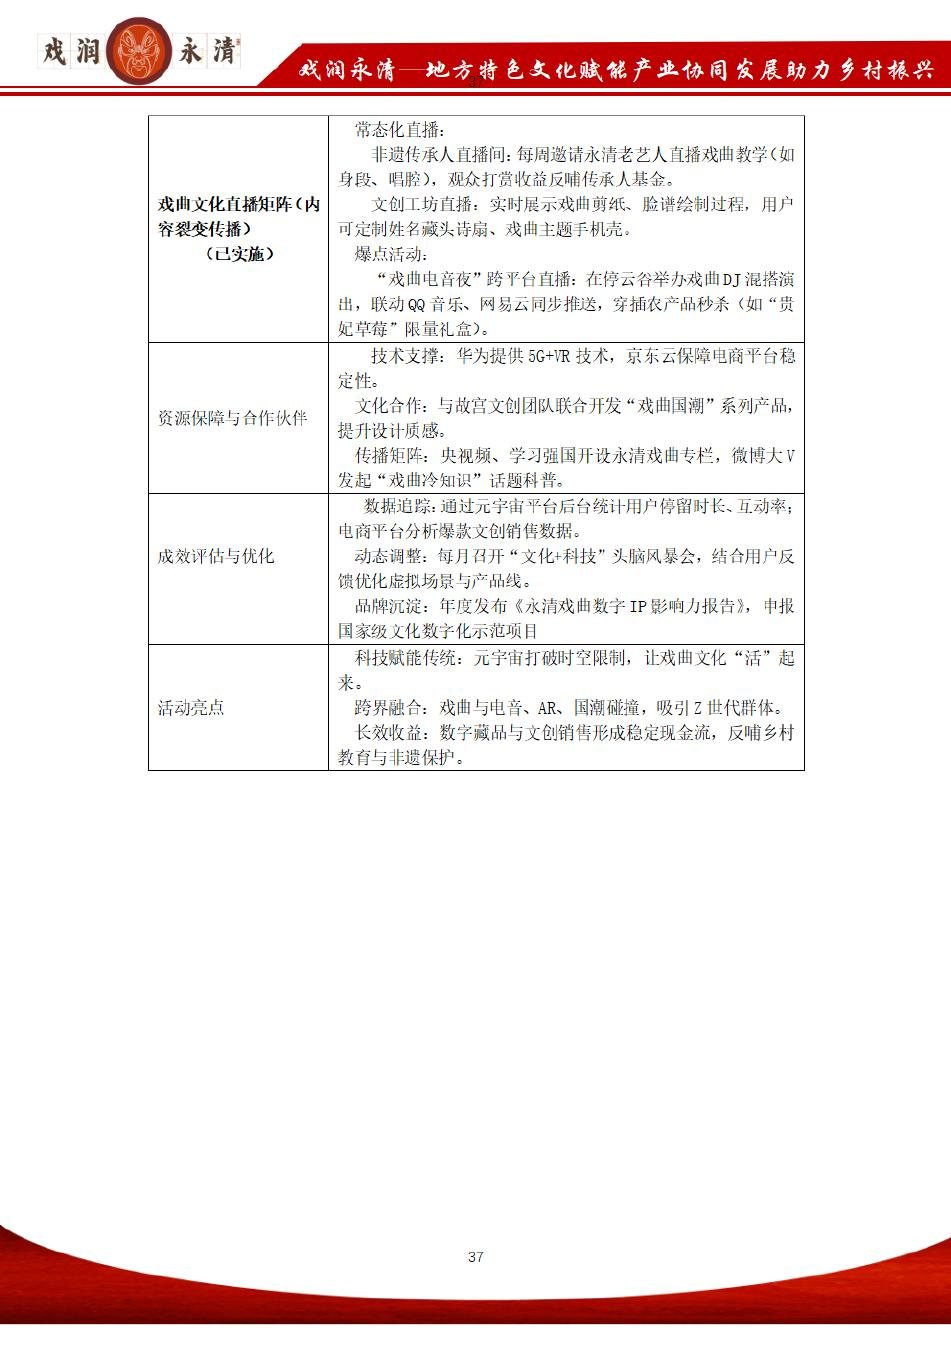 戏润 永清
戏润永清—地方特色文化赋能产业协同发展助力乡村振兴
戏曲文化直播矩阵（内
容裂变传播）
（已实施）
常态化直播：
非遗传承人直播间：每周邀请永清老艺人直播戏曲教学（如
身段、唱腔），观众打赏收益反哺传承人基金。
文创工坊直播：实时展示戏曲剪纸、脸谱绘制过程，用户
可定制姓名藏头诗扇、戏曲主题手机壳。
爆点活动：
“戏曲电音夜”跨平台直播：在停云谷举办戏曲DJ混搭演
出，联动QQ音乐、网易云同步推送，穿插农产品秒杀（如“贵
妃草莓”限量礼盒）。
资源保障与合作伙伴
技术支撑：华为提供5G+VR技术，京东云保障电商平台稳
定性。
文化合作：与故宫文创团队联合开发“戏曲国潮”系列产品，
提升设计质感。
传播矩阵：央视频、学习强国开设永清戏曲专栏，微博大V
发起“戏曲冷知识”话题科普。
成效评估与优化
数据追踪：通过元宇宙平台后台统计用户停留时长、互动率；
电商平台分析爆款文创销售数据。
动态调整：每月召开“文化+科技”头脑风暴会，结合用户反
馈优化虚拟场景与产品线。
品牌沉淀：年度发布《永清戏曲数字IP影响力报告》，申报
国家级文化数字化示范项目
活动亮点
科技赋能传统：元宇宙打破时空限制，让戏曲文化“活”起
来。
跨界融合：戏曲与电音、AR、国潮碰撞，吸引Z世代群体。
长效收益：数字藏品与文创销售形成稳定现金流，反哺乡村
教育与非遗保护。
37